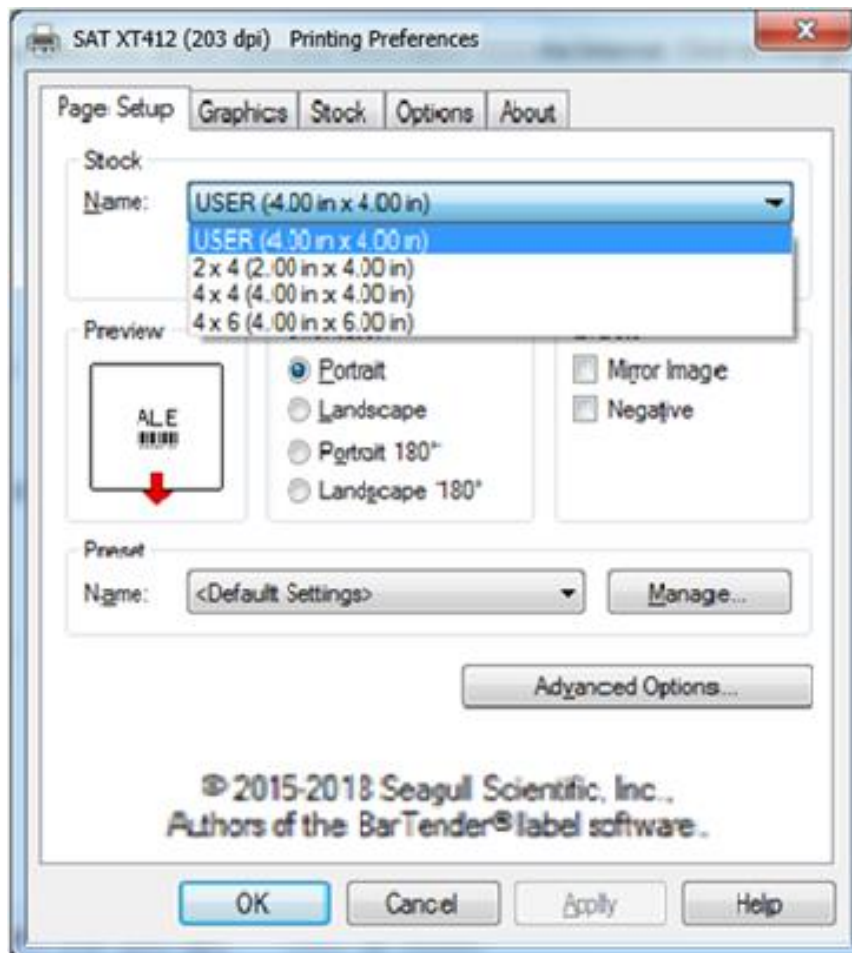 SAT XT412 (203 dpi) Printing Preferences
Page Setup Graphics Stock Options About
Stock
Name: USER (4.00 in x 4.00 in)
USER (4.00 in x 4.00 in)
2 x 4 (2.00 in x 4.00 in)
4 x 4 (4.00 in x 4.00 in)
4 x 6 (4.00 in x 6.00 in)
Preview
ALE
Portrait
Landscape
Portrait 180°
Landscape 180°
Mirror Image
Negative
Preset
Name: <Default Settings> Manage...
Advanced Options...
© 2015-2018 Seagull Scientific, Inc.,
Authors of the BarTender® label software.
OK Cancel Apply Help